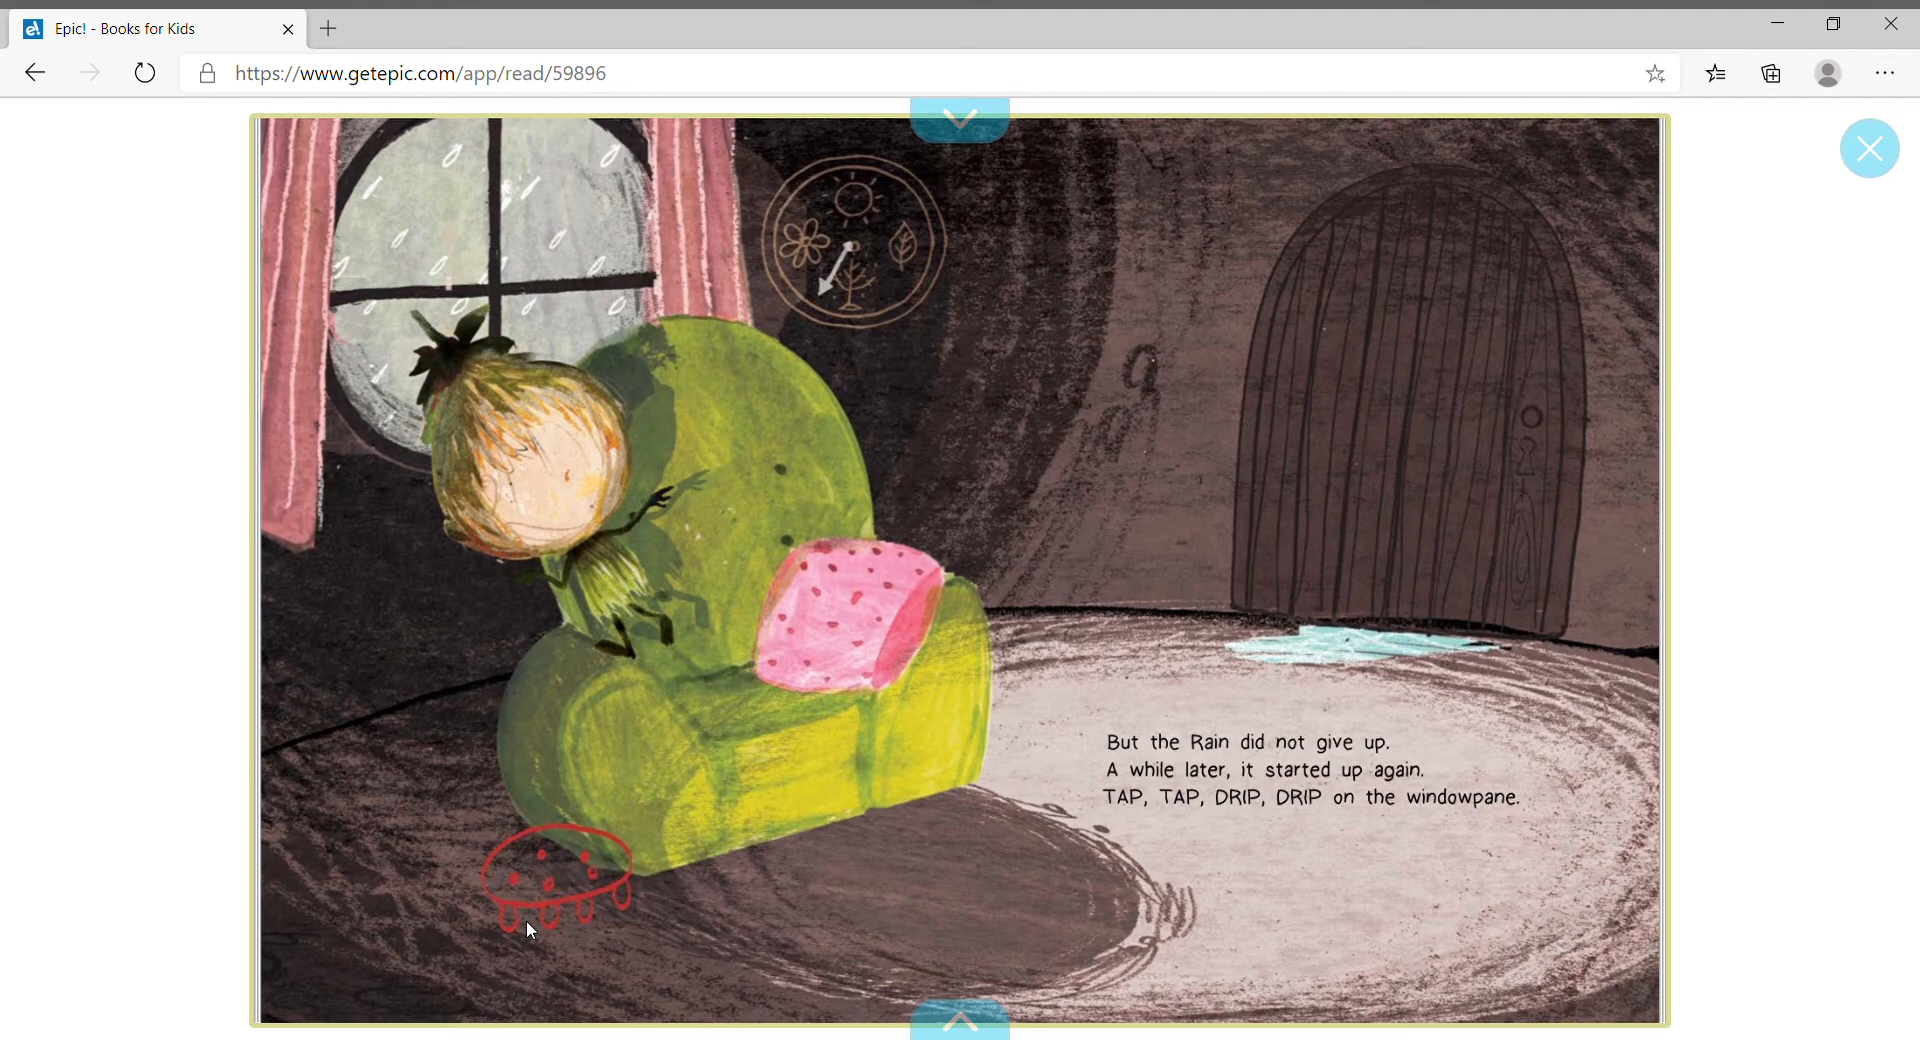 Epic! - Books for Kids
https://www.getepic.com/app/read/59896
But the Rain did not give up.
A while later, it started up again.
TAP, TAP, DRIP, DRIP on the windowpane.